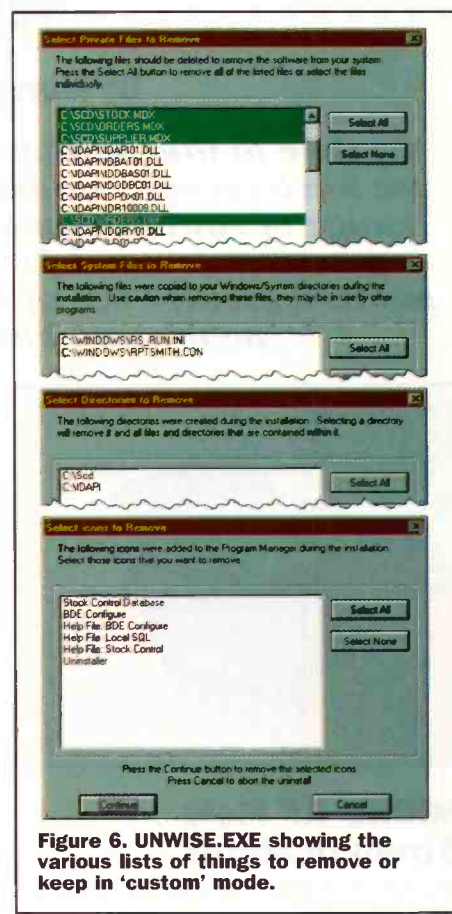 Select Private Files to Remove
The following files should be deleted to remove the software from your system.
Press the Select All button to remove all of the listed files or select the files
individually.
C:\SCD\STOCK.MDX
C:\SCD\ORDERS.MDX
C:\SCD\SUPPLIER.MDX
C:\IDAPI\IDAPI01.DLL
C:\IDAPI\IDBAT01.DLL
C:\IDAPI\IDDBAS01.DLL
C:\IDAPI\IDODBC01.DLL
C:\IDAPI\IDPDX01.DLL
C:\IDAPI\IDR10009.DLL
C:\IDAPI\IDQRY01.DLL
Select All
Select None
Select System Files to Remove
The following files were copied to your Windows/System directories during the
installation. Use caution when removing these files, they may be in use by other
programs.
C:\WINDOWS\RS_RUN.INI
C:\WINDOWS\RPTSMITH.CON
Select All
Select Directories to Remove
The following directories were created during the installation. Selecting a directory
will remove it and all files and directories that are contained within it.
C:\Scd
C:\IDAPI
Select All
Select Icons to Remove
The following icons were added to the Program Manager during the installation.
Select those icons that you want to remove.
Stock Control Database
BDE Configure
Help File: BDE Configure
Help File: Local SQL
Help File: Stock Control
Uninstaller
Select All
Select None
Press the Continue button to remove the selected icons.
Press Cancel to abort the uninstall
Continue
Cancel
Figure 6. UNWISE.EXE showing the
various lists of things to remove or
keep in 'custom' mode.